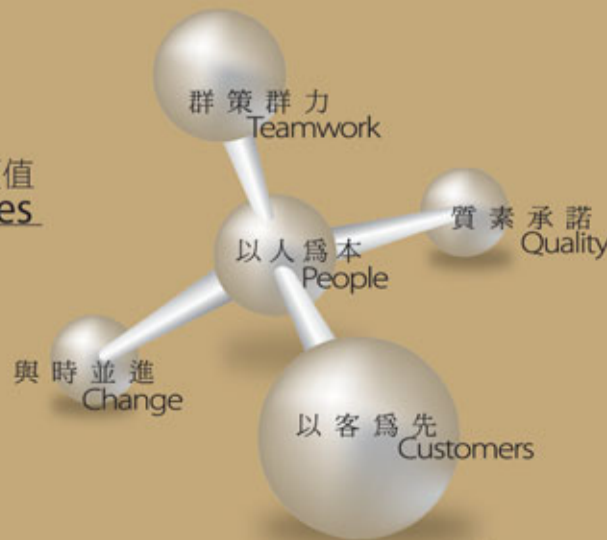 群策群力
Teamwork
值
es
質素承諾
Quality
以人爲本
People
與時並進
Change
以客爲先
Customers